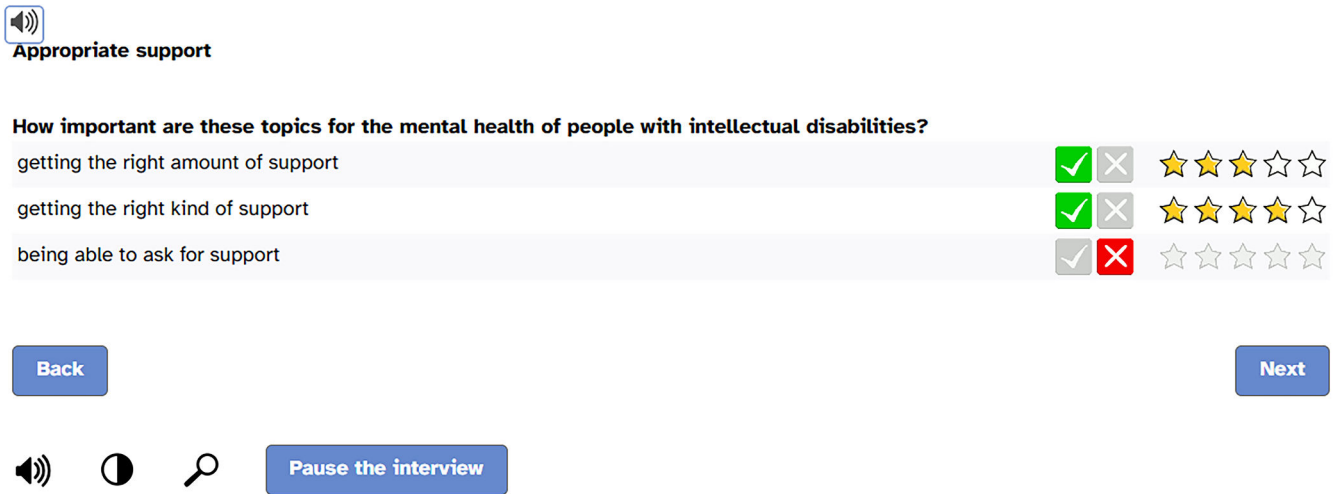 Appropriate support
How important are these topics for the mental health of people with intellectual disabilities?
getting the right amount of support
getting the right kind of support
being able to ask for support
Back
Next
Pause the interview